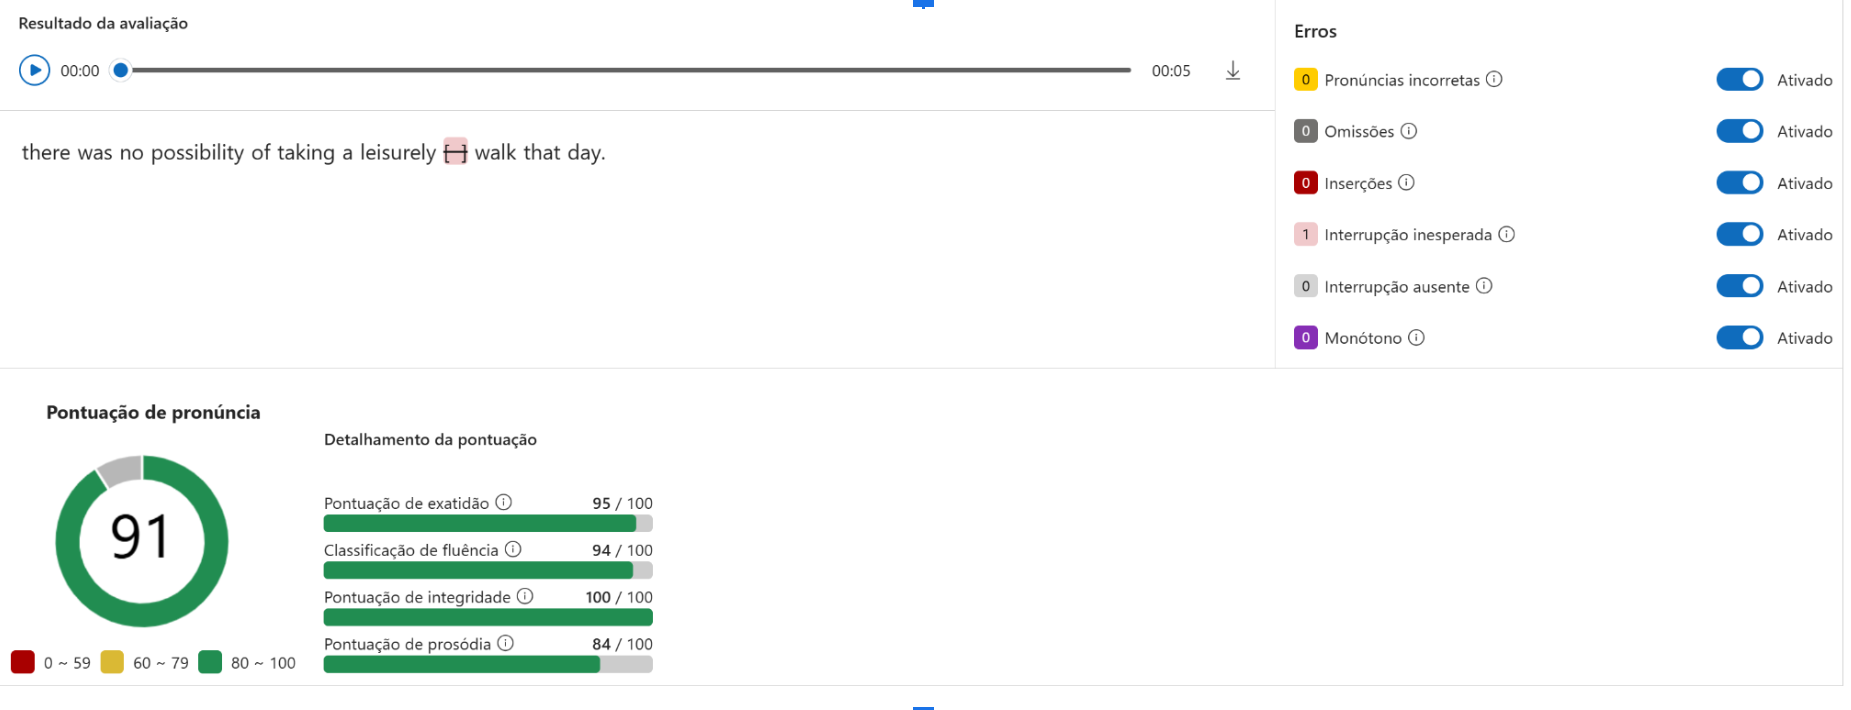 Resultado da avaliação
00:00
00:05
there was no possibility of taking a leisurely [ ] walk that day.
Erros
0 Pronúncias incorretas Ativado
0 Omissões Ativado
0 Inserções Ativado
1 Interrupção inesperada Ativado
0 Interrupção ausente Ativado
0 Monótono Ativado
Pontuação de pronúncia
91
0 ~ 59 60 ~ 79 80 ~ 100
Detalhamento da pontuação
Pontuação de exatidão 95 / 100
Classificação de fluência 94 / 100
Pontuação de integridade 100 / 100
Pontuação de prosódia 84 / 100